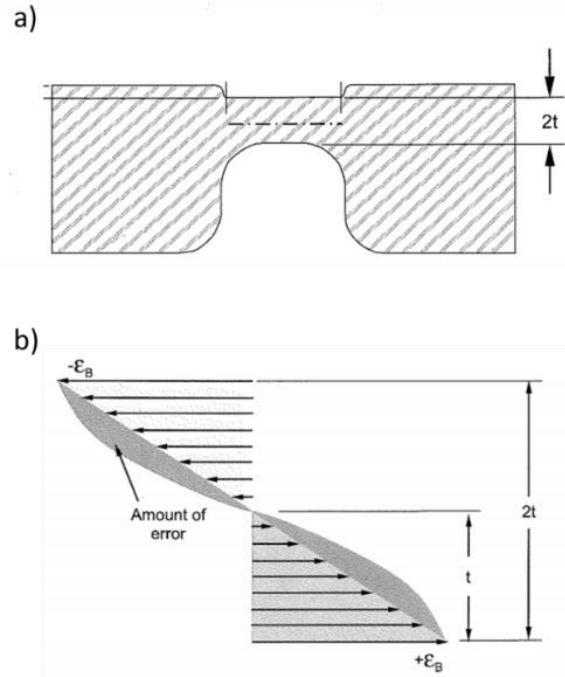 a)
2t
b)
-εB
Amount of
error
2t
t
+εB